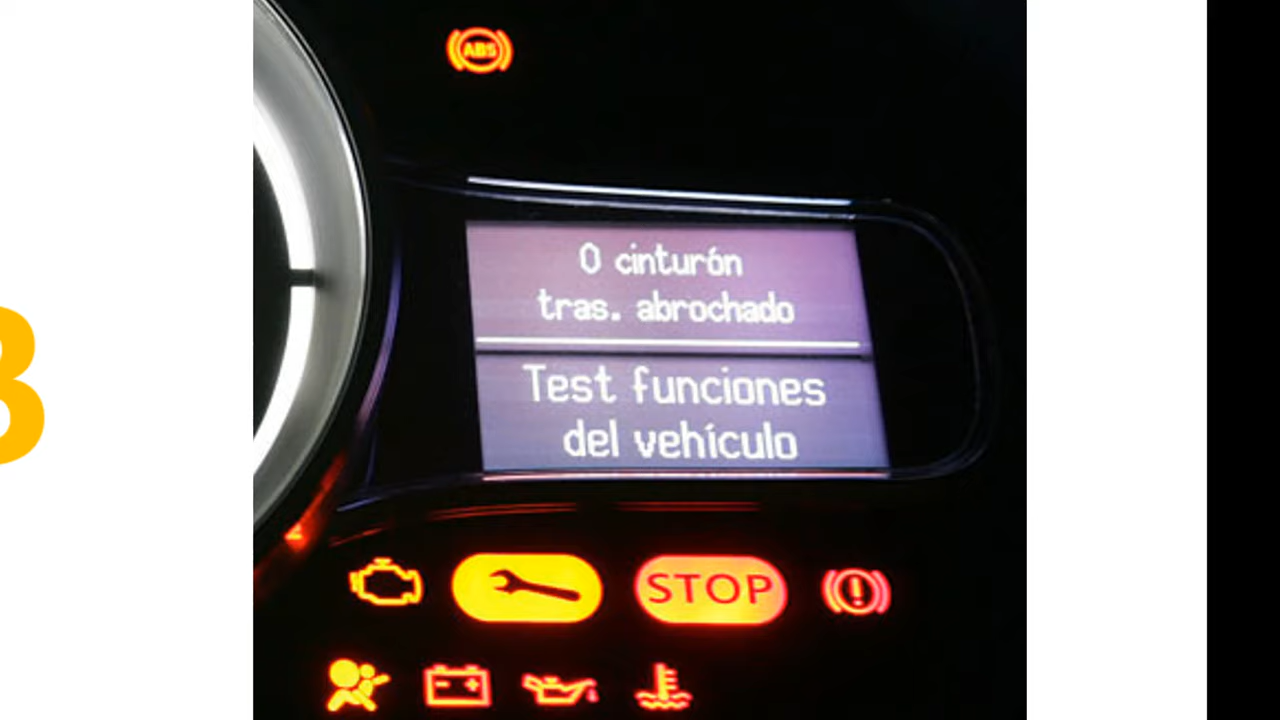 ABS
0 cinturón
tras. abrochado
Test funciones
del vehículo
STOP